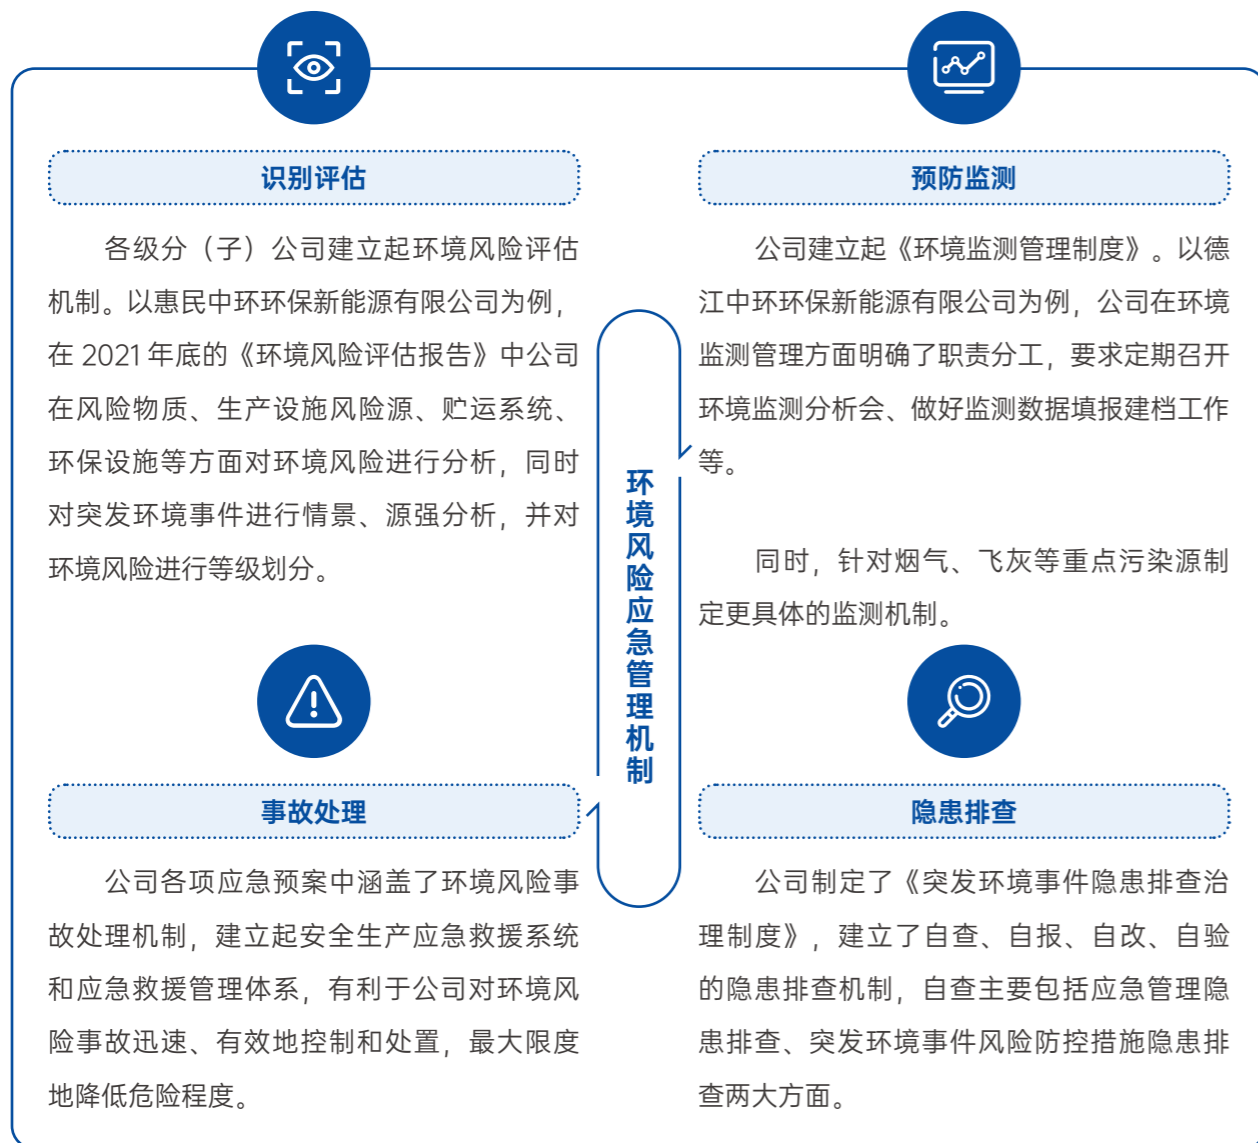 识别评估
各级分（子）公司建立起环境风险评估
机制。以惠民中环环保新能源有限公司为例，
在 2021 年底的《环境风险评估报告》中公司
在风险物质、生产设施风险源、贮运系统、
环保设施等方面对环境风险进行分析，同时
对突发环境事件进行情景、源强分析，并对
环境风险进行等级划分。
预防监测
公司建立起《环境监测管理制度》。以德
江中环环保新能源有限公司为例，公司在环境
监测管理方面明确了职责分工，要求定期召开
环境监测分析会、做好监测数据填报建档工作
等。
同时，针对烟气、飞灰等重点污染源制
定更具体的监测机制。
环境风险应急管理机制
事故处理
公司各项应急预案中涵盖了环境风险事
故处理机制，建立起安全生产应急救援系统
和应急救援管理体系，有利于公司对环境风
险事故迅速、有效地控制和处置，最大限度
地降低危险程度。
隐患排查
公司制定了《突发环境事件隐患排查治
理制度》，建立了自查、自报、自改、自验
的隐患排查机制，自查主要包括应急管理隐
患排查、突发环境事件风险防控措施隐患排
查两大方面。